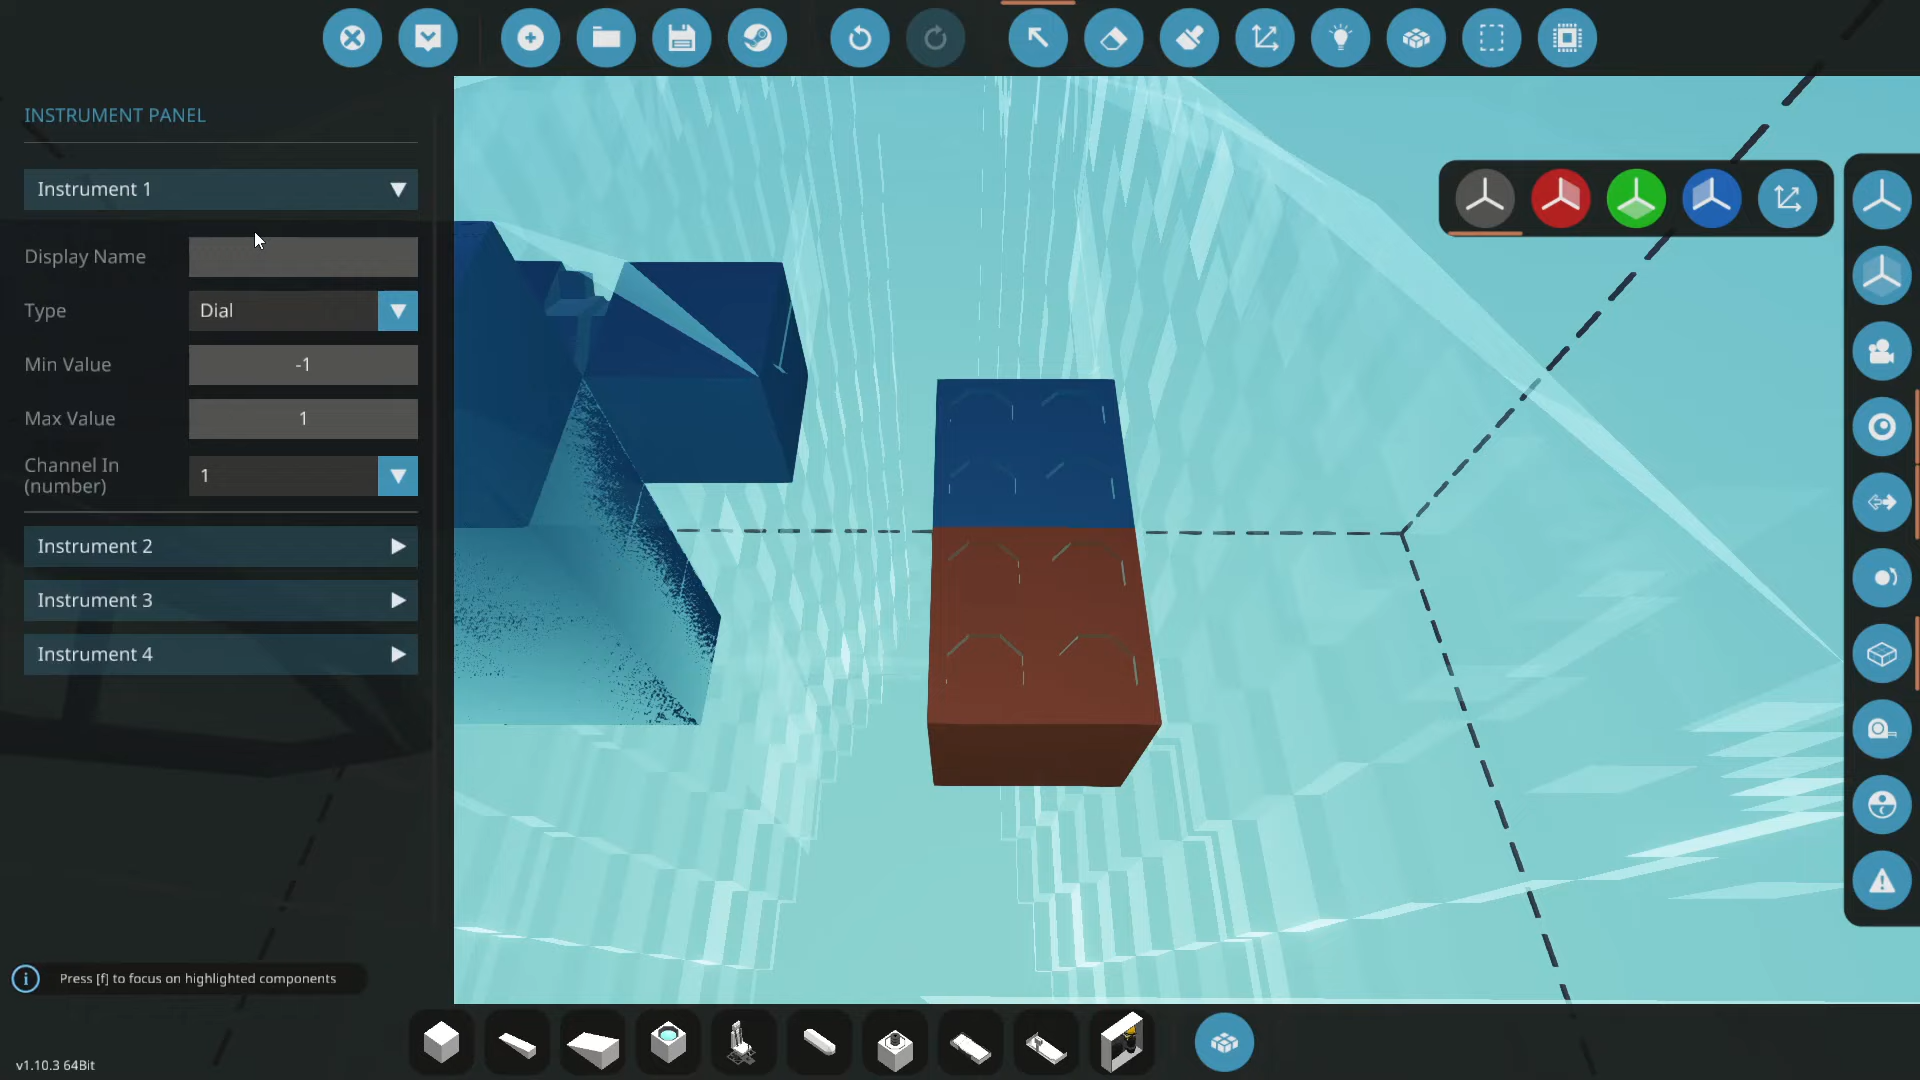 INSTRUMENT PANEL
Instrument 1
Display Name
Type
Dial
Min Value
-1
Max Value
1
Channel In
(number)
1
Instrument 2
Instrument 3
Instrument 4
Press [f] to focus on highlighted components
v1.10.3 64Bit